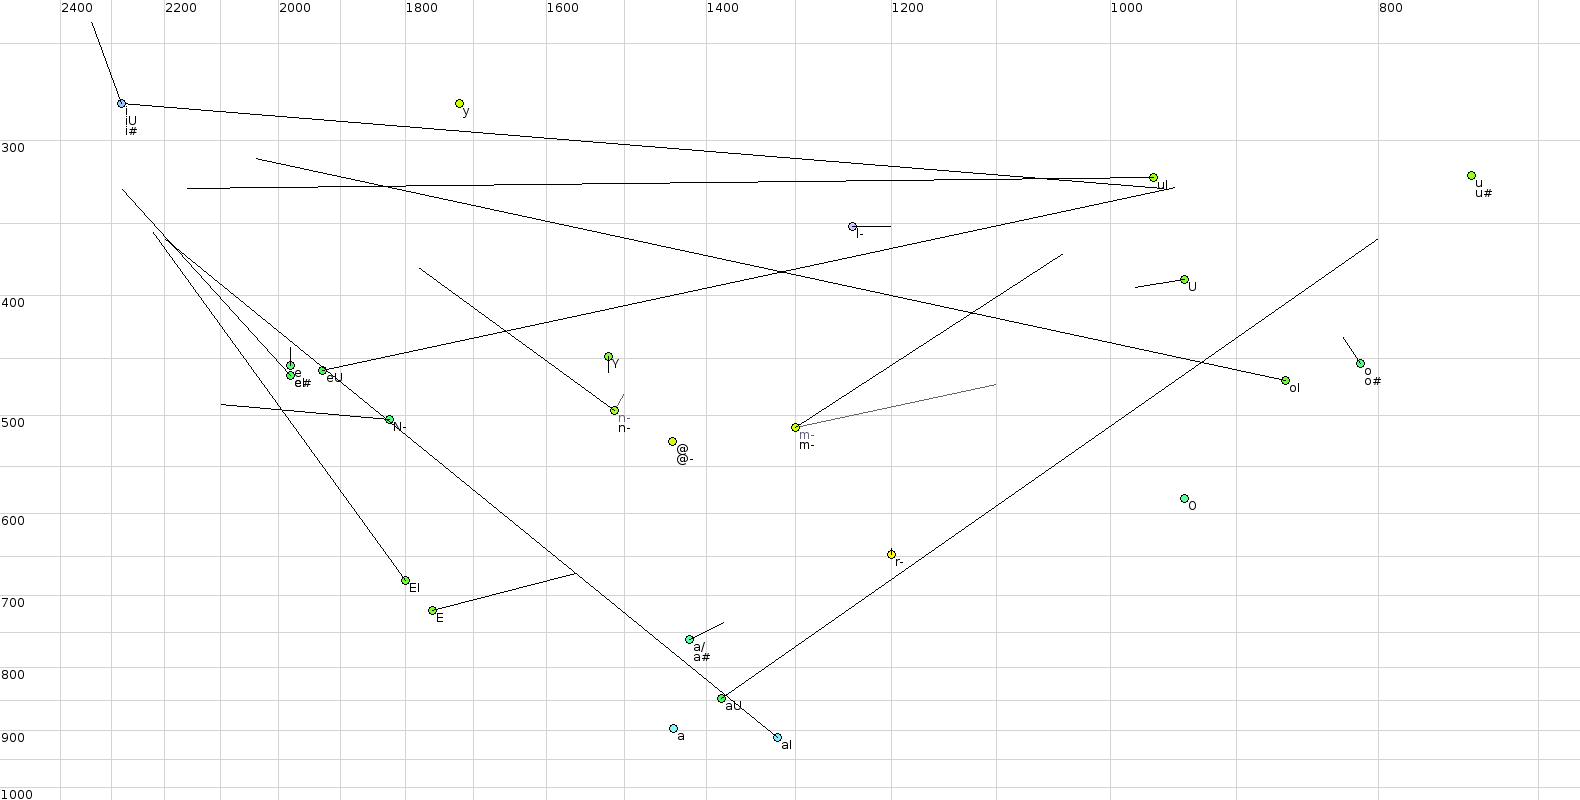 2400 2200 2000 1800 1600 1400 1200 1000 800
i
iU
i#
y
300
uI
u
u#
I-
U
400
Y
e
eI
e#
eU
o
o#
oI
n-
n-
500
N-
m-
m-
@
@-
O
600
r-
EI
700
E
a/
a#
800
aU
a
900
aI
1000